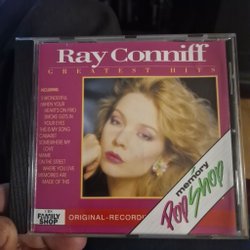 Ray Conniff
GREATEST HITS
INCLUDING
'S WONDERFUL
WHEN YOUR
HEART'S ON FIRE
SMOKE GETS IN
YOUR EYES
THIS IS MY SONG
CABARET
SOMEWHERE MY
LOVE
MAME
ON THE STREET
WHERE YOU LIVE
MEMORIES ARE
MADE OF THIS
memory
Pop Shop
FAMILY
SHOP
ORIGINAL-RECORDI